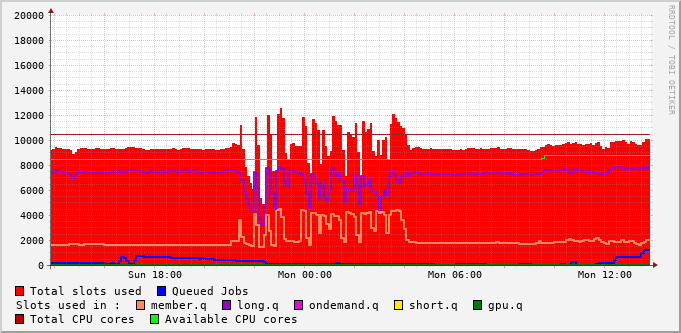 RRDTOOL / TOBI OETIKER
20000
18000
16000
14000
12000
10000
8000
6000
4000
2000
0
Sun 18:00 Mon 00:00 Mon 06:00 Mon 12:00
Total slots used Queued Jobs
Slots used in : member.q long.q ondemand.q short.q gpu.q
Total CPU cores Available CPU cores